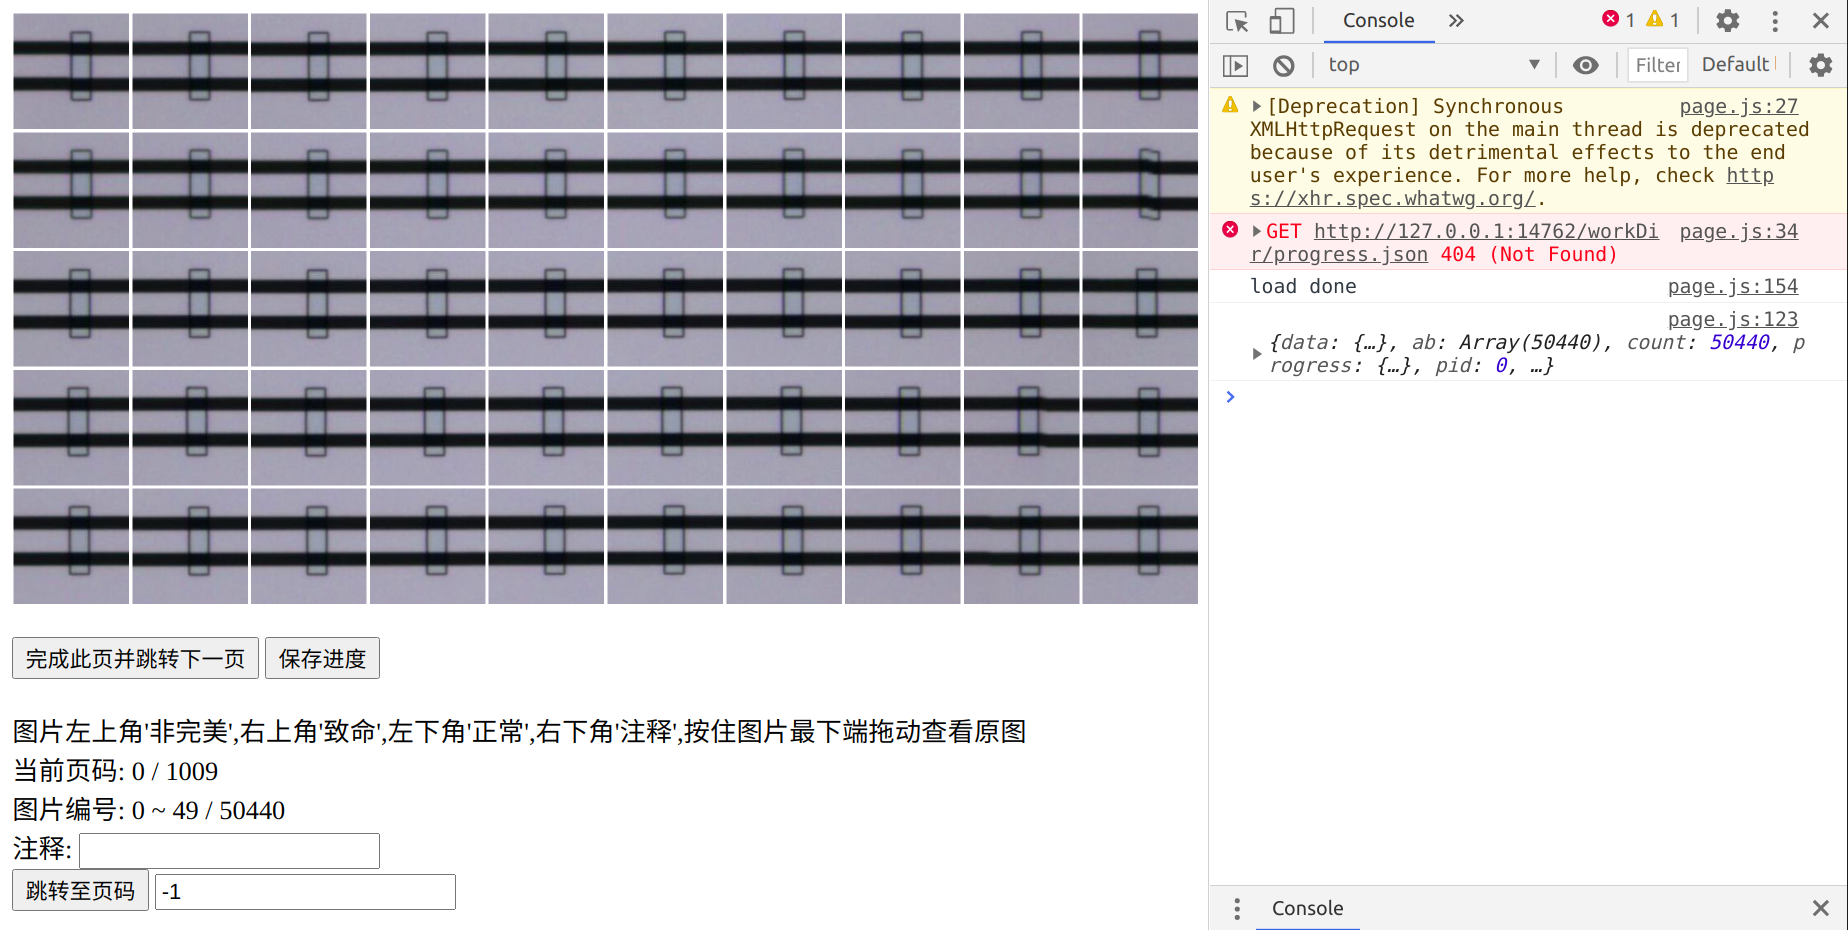 完成此页并跳转下一页 保存进度
图片左上角'非完美',右上角'致命',左下角'正常',右下角'注释',按住图片最下端拖动查看原图
当前页码: 0 / 1009
图片编号: 0 ~ 49 / 50440
注释:
跳转至页码 -1
Console » 1 1
top Filter Default
[Deprecation] Synchronous page.js:27
XMLHttpRequest on the main thread is deprecated
because of its detrimental effects to the end
user's experience. For more help, check http
s://xhr.spec.whatwg.org/.
GET http://127.0.0.1:14762/workDi page.js:34
r/progress.json 404 (Not Found)
load done page.js:154
page.js:123
{data: {…}, ab: Array(50440), count: 50440, p
rogress: {…}, pid: 0, …}
Console